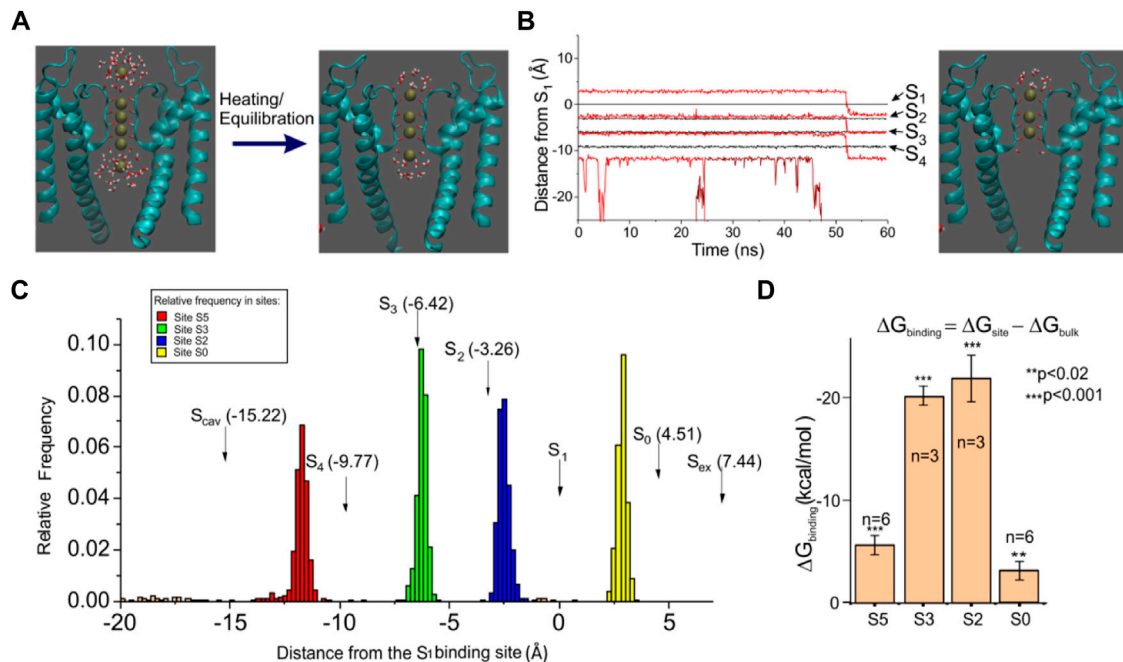 A
Heating/
Equilibration
B
Distance from S1 (Å)
10
0
-10
-20
0 10 20 30 40 50 60
Time (ns)
S1
S2
S3
S4
C
Relative frequency in sites:
Site S5
Site S3
Site S2
Site S0
S3 (-6.42)
S2 (-3.26)
Scav (-15.22)
S4 (-9.77)
S1
S0 (4.51)
Sex (7.44)
Relative Frequency
0.10
0.08
0.06
0.04
0.02
0.00
-20 -15 -10 -5 0 5
Distance from the S1 binding site (Å)
D
ΔGbinding = ΔGsite − ΔGbulk
***
***
**p<0.02
***p<0.001
ΔGbinding(kcal/mol)
-20
-10
0
n=6
***
n=3
n=3
n=6
**
S5 S3 S2 S0